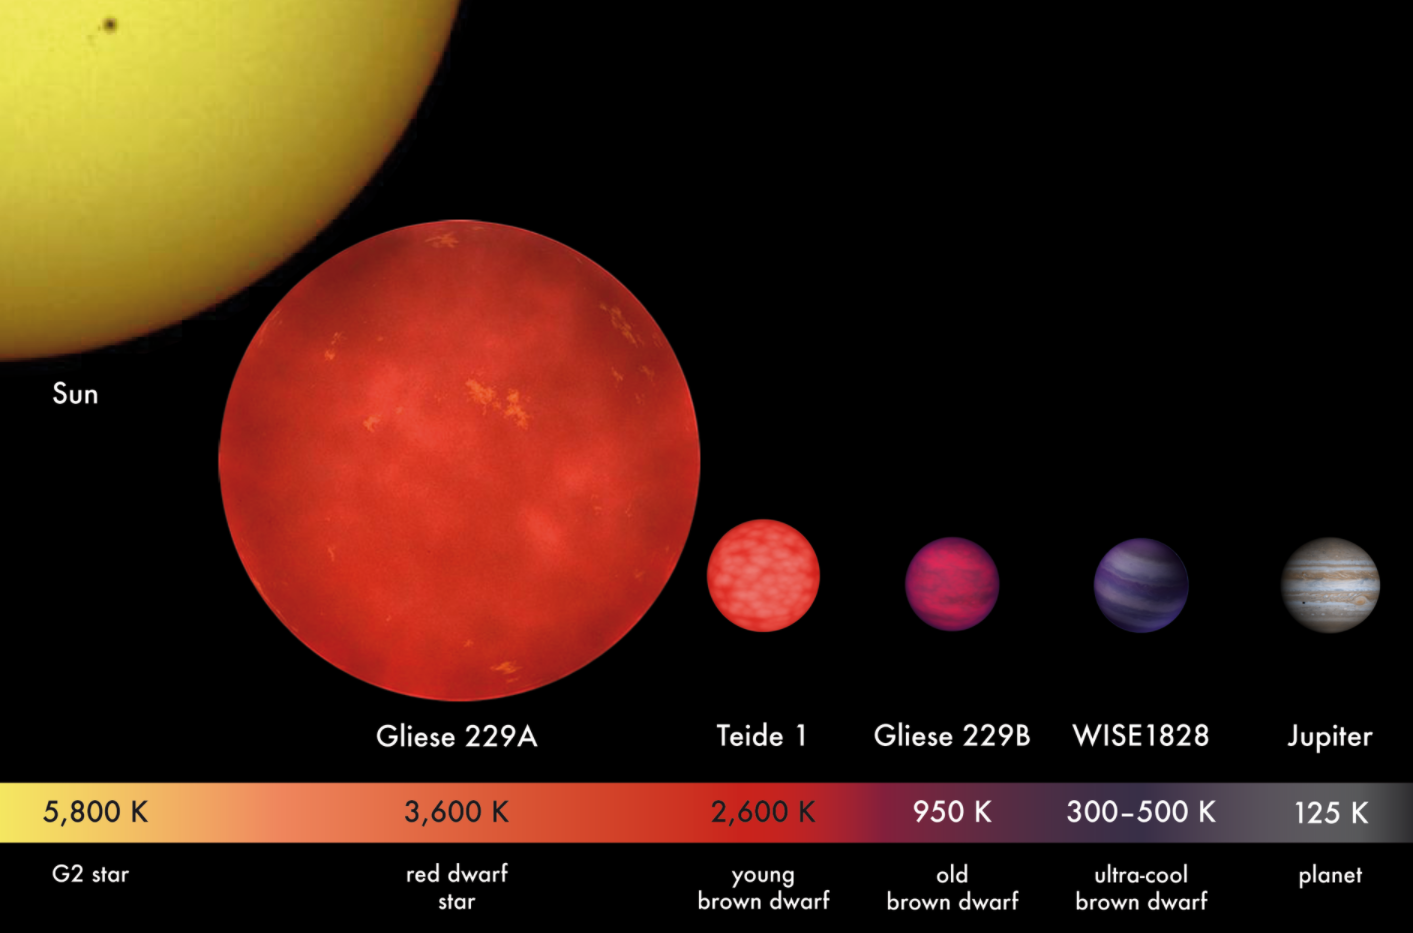 Sun
Gliese 229A
Teide 1
Gliese 229B
WISE1828
Jupiter
5,800 K
3,600 K
2,600 K
950 K
300–500 K
125 K
G2 star
red dwarf
star
young
brown dwarf
old
brown dwarf
ultra-cool
brown dwarf
planet